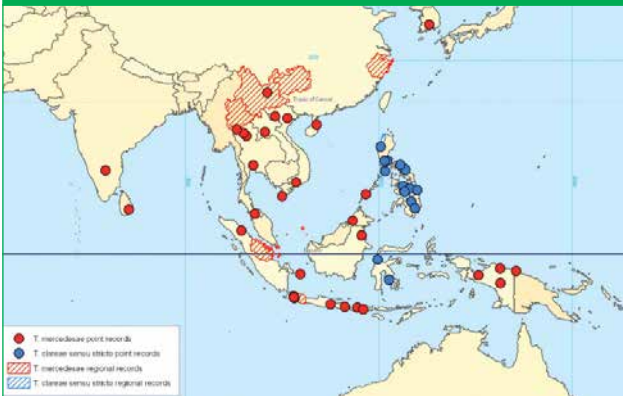 Tropic of Cancer
T. mercedesae point records
T. clareae sensu stricto point records
T. mercedesae regional records
T. clareae sensu stricto regional records